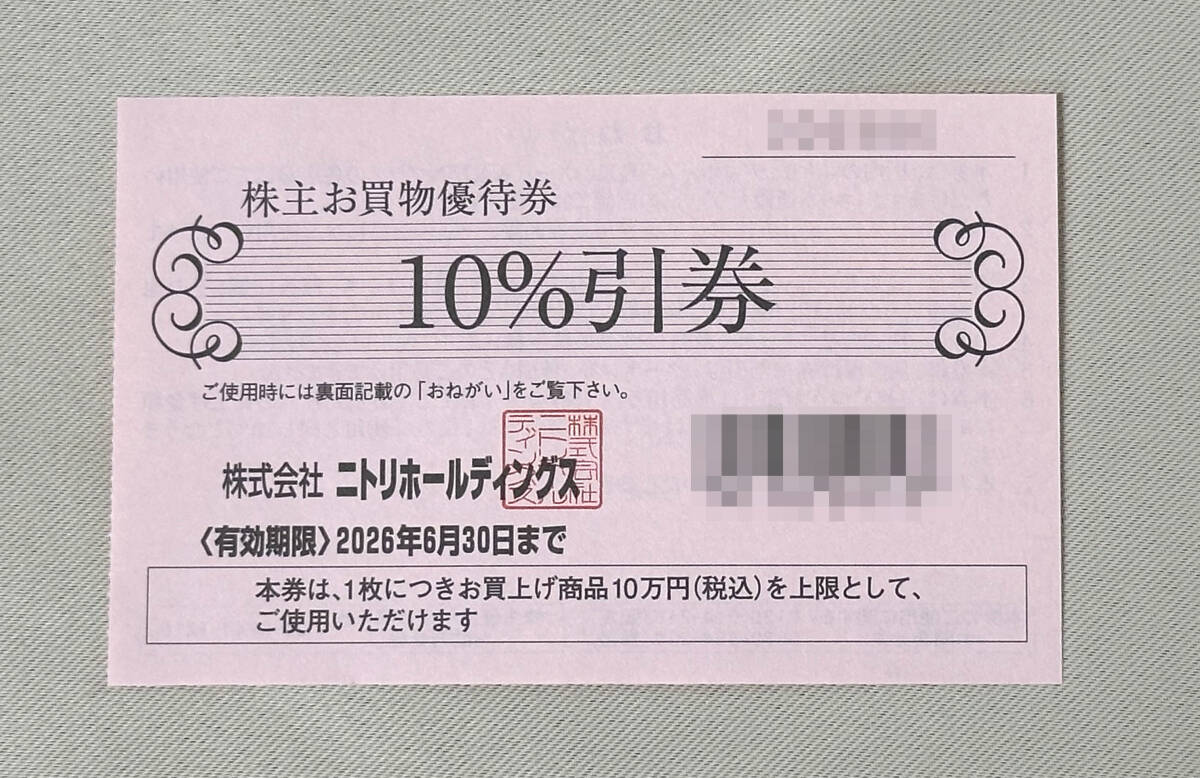 株主お買物優待券
10%引券
ご使用時には裏面記載の「おねがい」をご覧下さい。
株式会社 ニトリホールディングス
〈有効期限〉2026年6月30日まで
本券は、1枚につきお買上げ商品10万円(税込)を上限として、
ご使用いただけます